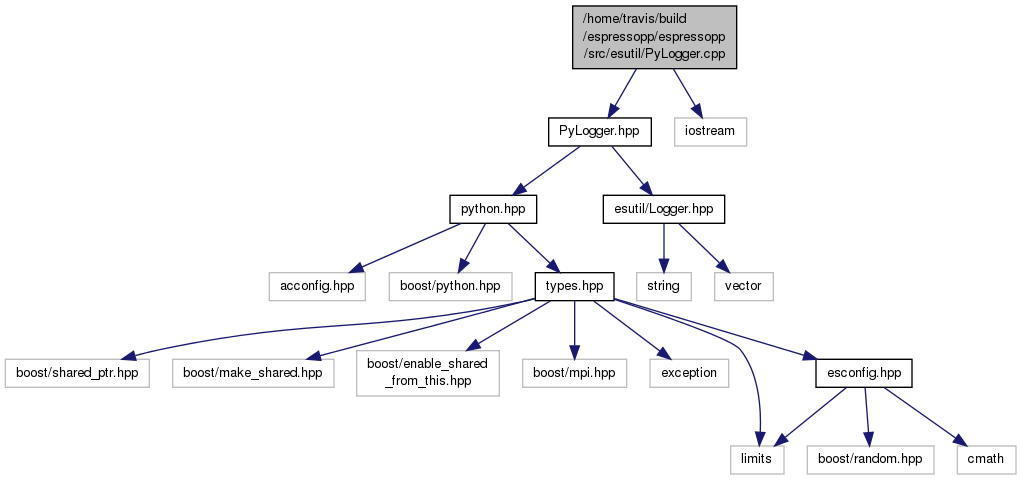 /home/travis/build
/espressopp/espressopp
/src/esutil/PyLogger.cpp
PyLogger.hpp
iostream
python.hpp
esutil/Logger.hpp
acconfig.hpp
boost/python.hpp
types.hpp
string
vector
boost/shared_ptr.hpp
boost/make_shared.hpp
boost/enable_shared
_from_this.hpp
boost/mpi.hpp
exception
esconfig.hpp
limits
boost/random.hpp
cmath